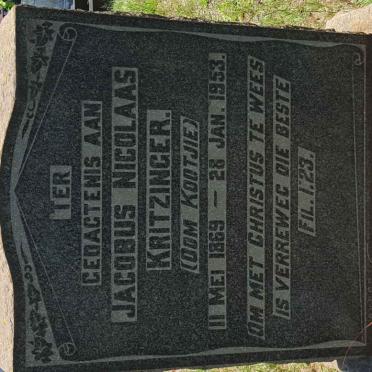 TER
GEDAGTENIS AAN
JACOBUS NICOLAAS
KRITZINGER.
(OOM KOOTJIE)
11 MEI 1869 — 28 JAN. 1953.
OM MET CHRISTUS TE WEES
IS VERREWEG DIE BESTE
FIL. 1.23.